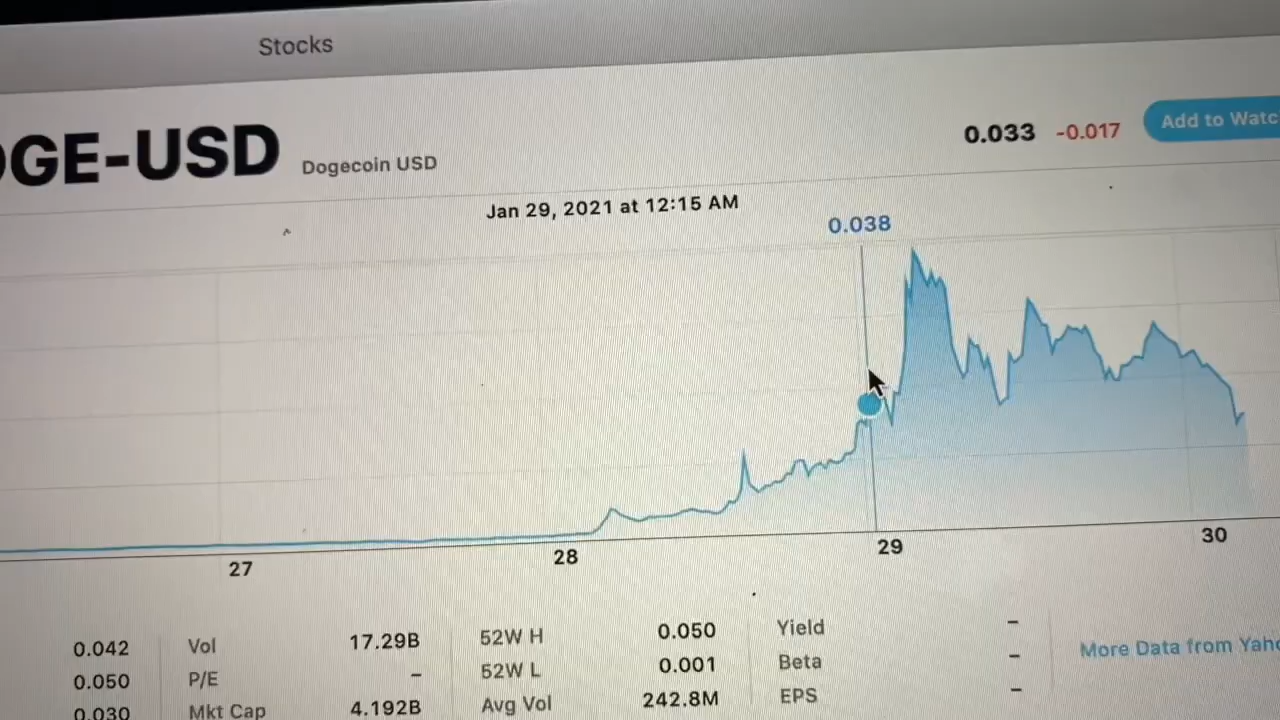 Stocks
OGE-USD Dogecoin USD 0.033 -0.017 Add to Watc
Jan 29, 2021 at 12:15 AM
0.038
27 28 29 30
0.042 Vol 17.29B 52W H 0.050 Yield –
0.050 P/E – 52W L 0.001 Beta – More Data from Yaho
0.030 Mkt Cap 4.192B Avg Vol 242.8M EPS –